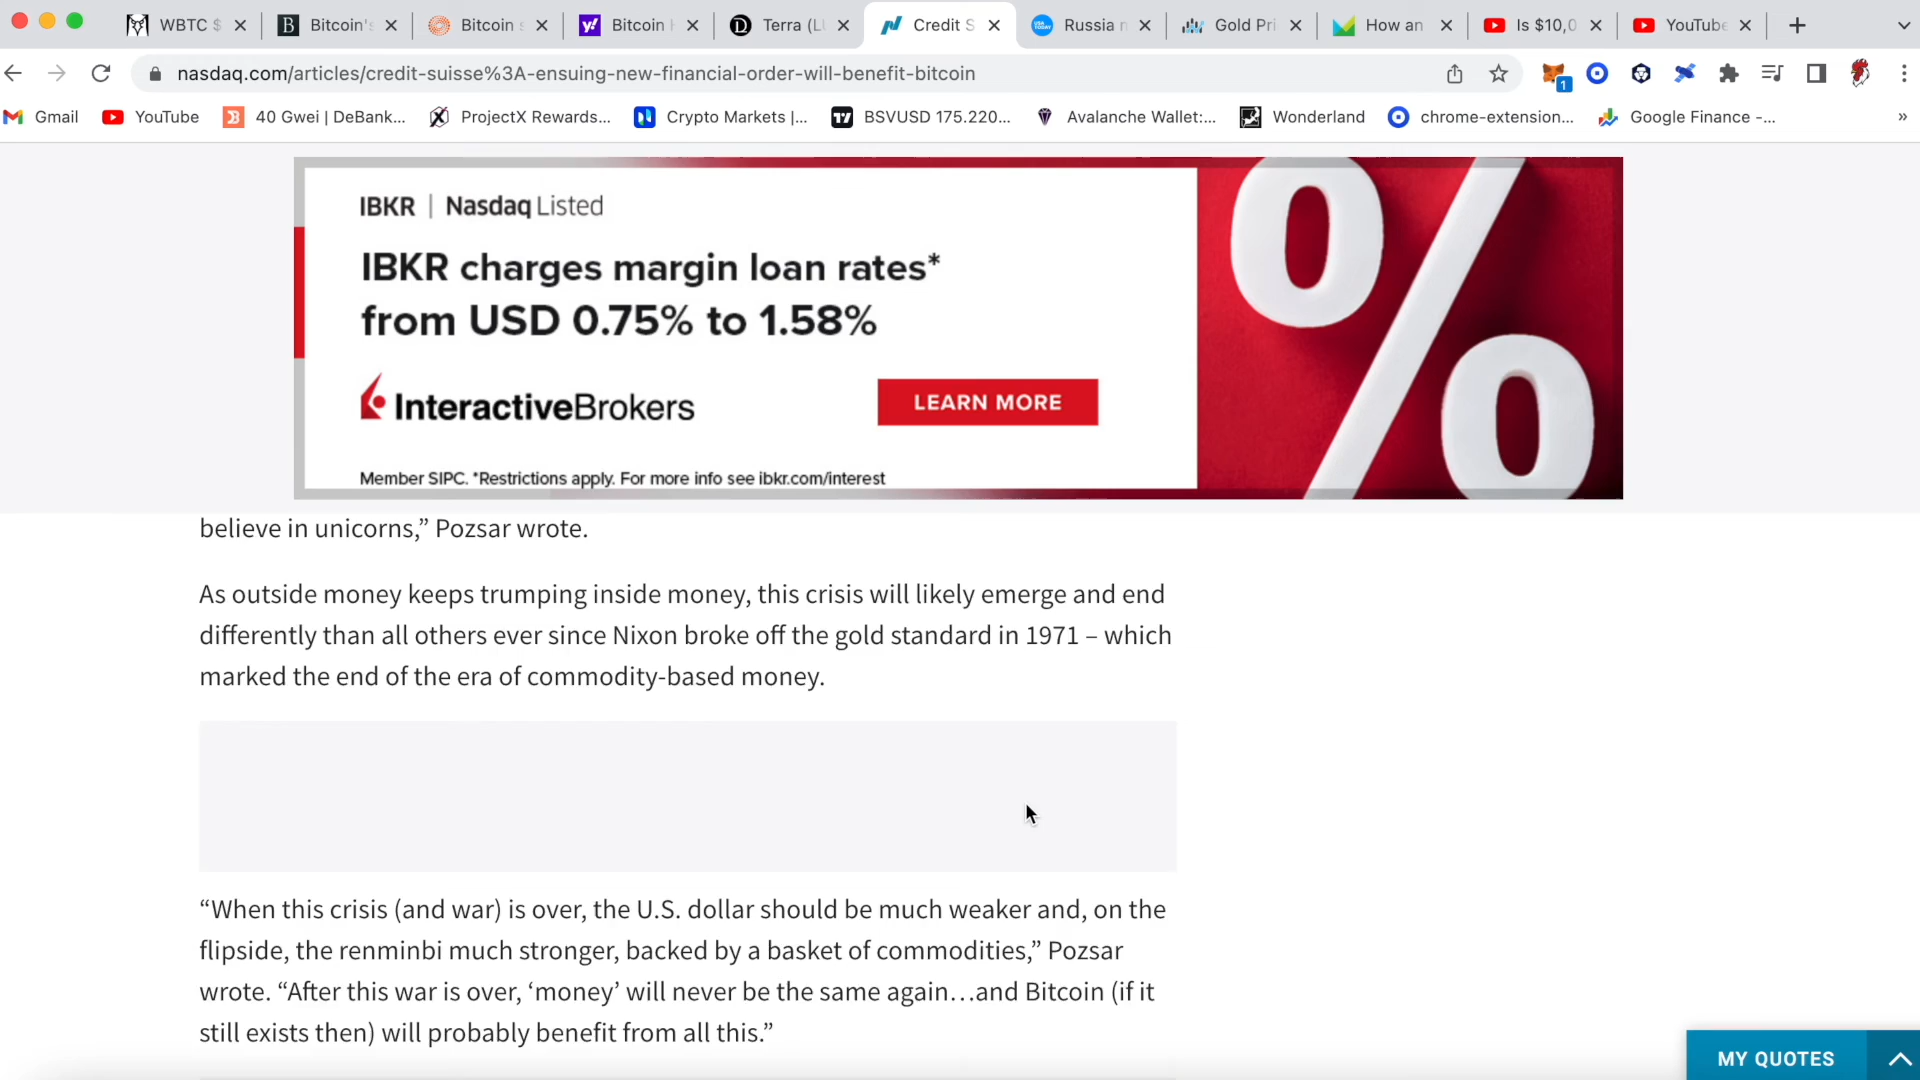 WBTC $
Bitcoin's
Bitcoin s
Bitcoin H
Terra (LU
Credit S
Russia n
Gold Pri
How an
Is $10,0
YouTube
nasdaq.com/articles/credit-suisse%3A-ensuing-new-financial-order-will-benefit-bitcoin
1
Gmail
YouTube
40 Gwei | DeBank...
ProjectX Rewards...
Crypto Markets |...
BSVUSD 175.220...
Avalanche Wallet:...
Wonderland
chrome-extension...
Google Finance -...
»
IBKR | Nasdaq Listed
IBKR charges margin loan rates*
from USD 0.75% to 1.58%
InteractiveBrokers
LEARN MORE
Member SIPC. *Restrictions apply. For more info see ibkr.com/interest
%
believe in unicorns,” Pozsar wrote.
As outside money keeps trumping inside money, this crisis will likely emerge and end
differently than all others ever since Nixon broke off the gold standard in 1971 – which
marked the end of the era of commodity-based money.
“When this crisis (and war) is over, the U.S. dollar should be much weaker and, on the
flipside, the renminbi much stronger, backed by a basket of commodities,” Pozsar
wrote. “After this war is over, ‘money’ will never be the same again…and Bitcoin (if it
still exists then) will probably benefit from all this.”
MY QUOTES